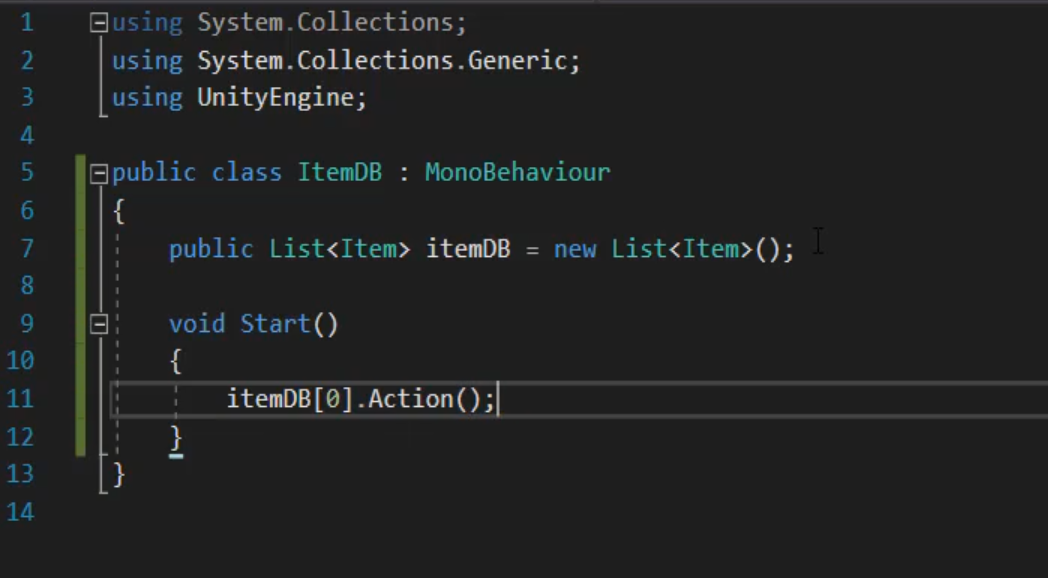 1 using System.Collections;
2 using System.Collections.Generic;
3 using UnityEngine;
4
5 public class ItemDB : MonoBehaviour
6 {
7 public List<Item> itemDB = new List<Item>();
8
9 void Start()
10 {
11 itemDB[0].Action();
12 }
13 }
14